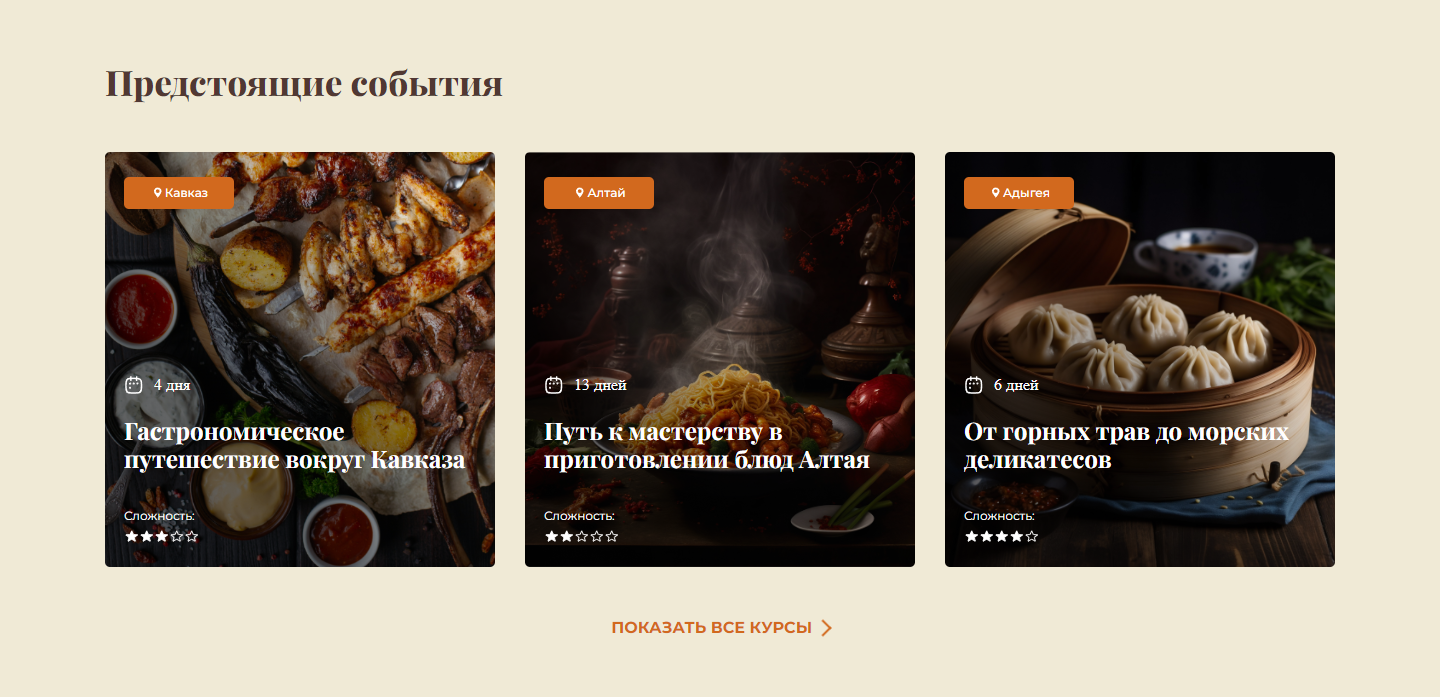 Предстоящие события
Кавказ
4 дня
Гастрономическое
путешествие вокруг Кавказа
Сложность:
Алтай
13 дней
Путь к мастерству в
приготовлении блюд Алтая
Сложность:
Адыгея
6 дней
От горных трав до морских
деликатесов
Сложность:
ПОКАЗАТЬ ВСЕ КУРСЫ